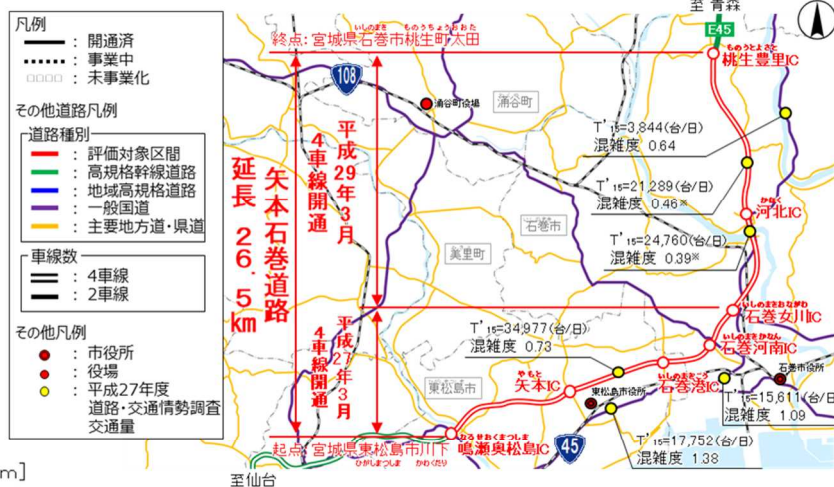 凡例
: 開通済
: 事業中
: 未事業化
その他道路凡例
道路種別
: 評価対象区間
: 高規格幹線道路
: 地域高規格道路
: 一般国道
: 主要地方道・県道
車線数
: 4車線
: 2車線
その他凡例
: 市役所
: 役場
: 平成27年度
道路・交通情勢調査
交通量
m]
至 青森
E45
いしのまき ものうちょうおおた
終点: 宮城県石巻市桃生町太田
108
ものうとよさと
桃生豊里IC
涌谷町役場
涌谷町
T'15=3,844(台/日)
混雑度 0.64
平成29年3月
4車線開通
矢本石巻道路
延長 26.5km
T'15=21,289(台/日)
混雑度 0.46※
かほく
河北IC
石巻市
T'15=24,760(台/日)
混雑度 0.39※
美里町
いしのまきおながわ
石巻女川IC
T'15=34,977(台/日)
混雑度 0.73
いしのまきかなん
石巻河南IC
平成27年3月
4車線開通
東松島市
やもと
矢本IC
いしのまきこう
石巻港IC
石巻市役所
東松島市役所
T'15=15,611(台/日)
混雑度 1.09
なるせおくまつしま
鳴瀬奥松島IC
45
T'15=17,752(台/日)
混雑度 1.38
起点: 宮城県東松島市川下
ひがしまつしま かわくだり
至仙台